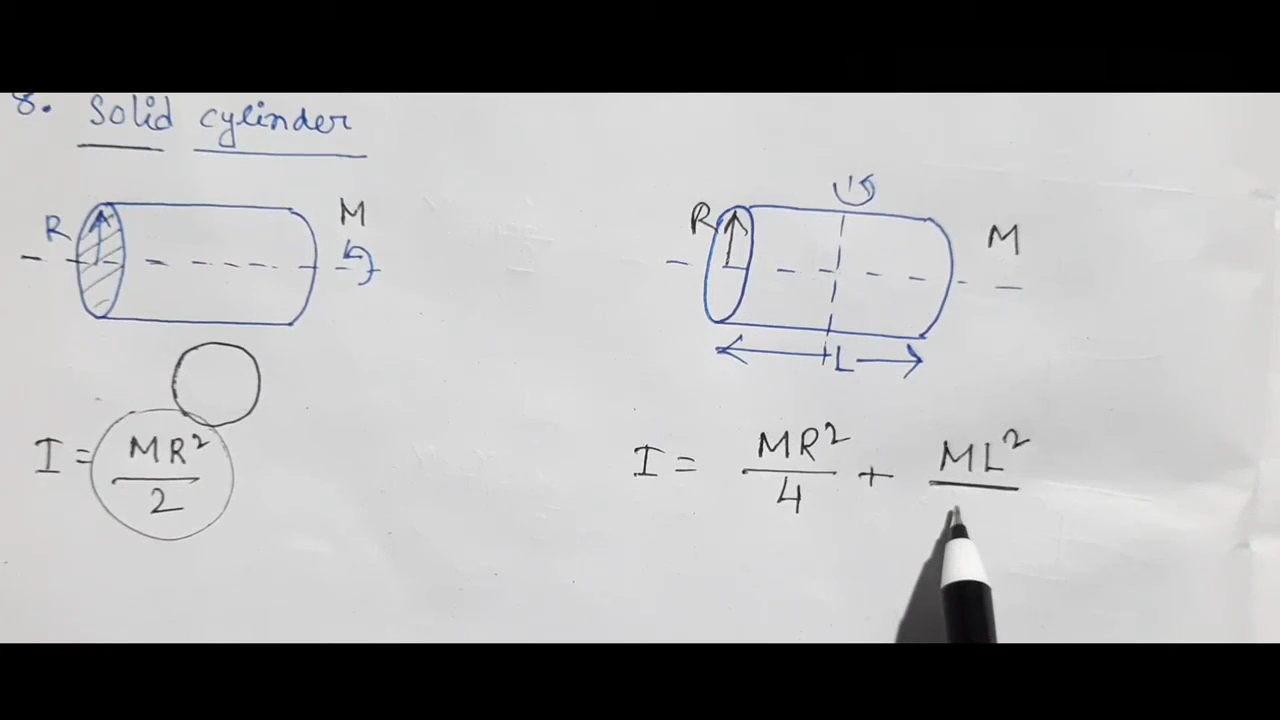 8. Solid cylinder
R M
R M
L
I = MR²/2
I = MR²/4 + ML²/